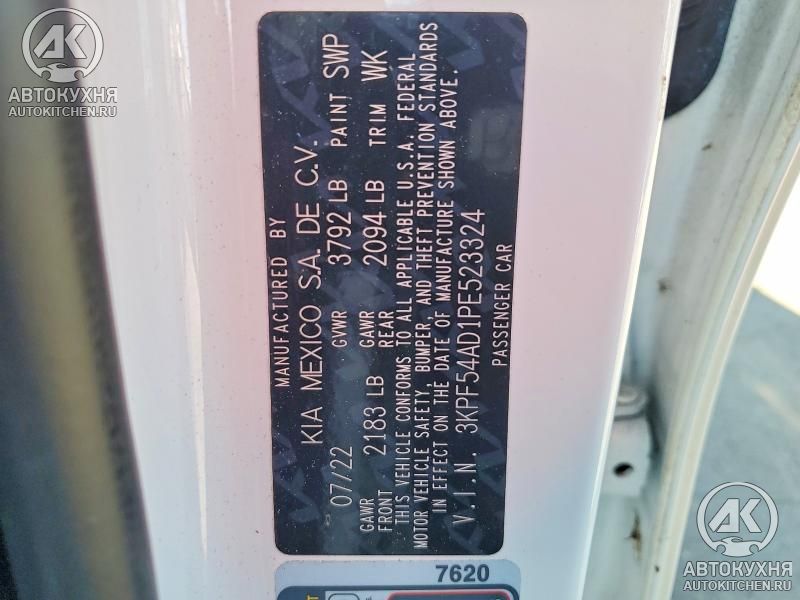 MANUFACTURED BY
KIA MEXICO S.A. DE C.V.
07/22 GVWR 3792 LB PAINT SWP
GAWR FRONT 2183 LB GAWR REAR 2094 LB TRIM WK
THIS VEHICLE CONFORMS TO ALL APPLICABLE U.S.A. FEDERAL
MOTOR VEHICLE SAFETY, BUMPER, AND THEFT PREVENTION STANDARDS
IN EFFECT ON THE DATE OF MANUFACTURE SHOWN ABOVE.
V.I.N. 3KPF54AD1PE523324
PASSENGER CAR
7620
AK
АВТОКУХНЯ
AUTOKITCHEN.RU
AK
АВТОКУХНЯ
AUTOKITCHEN.RU